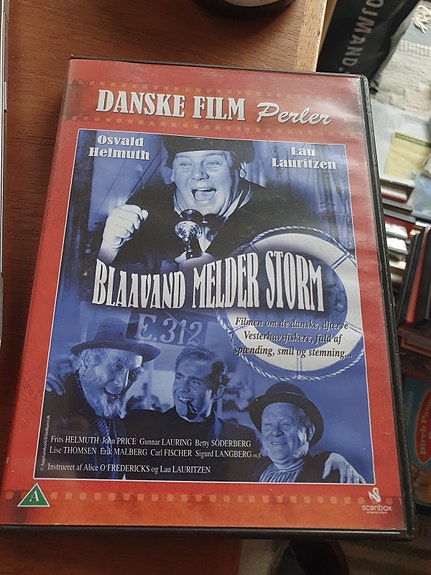 DANSKE FILM Perler
Osvald
Helmuth
Lau
Lauritzen
BLAAVAND MELDER STORM
E.312
Filmen om de danske, djærve
Vesterhavsfiskere, fuld af
spænding, smil og stemning...
Frits HELMUTH John PRICE Gunnar LAURING Betty SÖDERBERG
Lise THOMSEN Erik MALBERG Carl FISCHER Sigurd LANGBERG m.fl.
Instrueret af Alice O'FREDERICKS og Lau LAURITZEN
A
scanbox